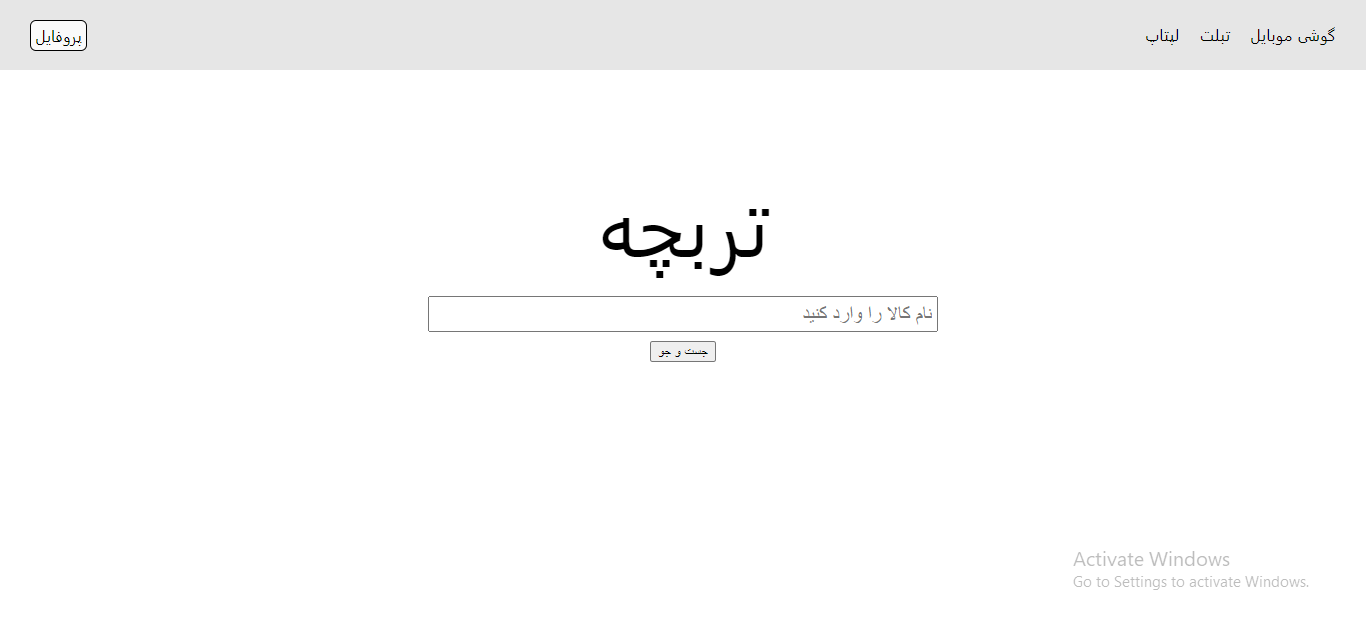 گوشی موبایل تبلت لپتاپ
پروفایل
تربچه
نام کالا را وارد کنید
جست و جو
Activate Windows
Go to Settings to activate Windows.